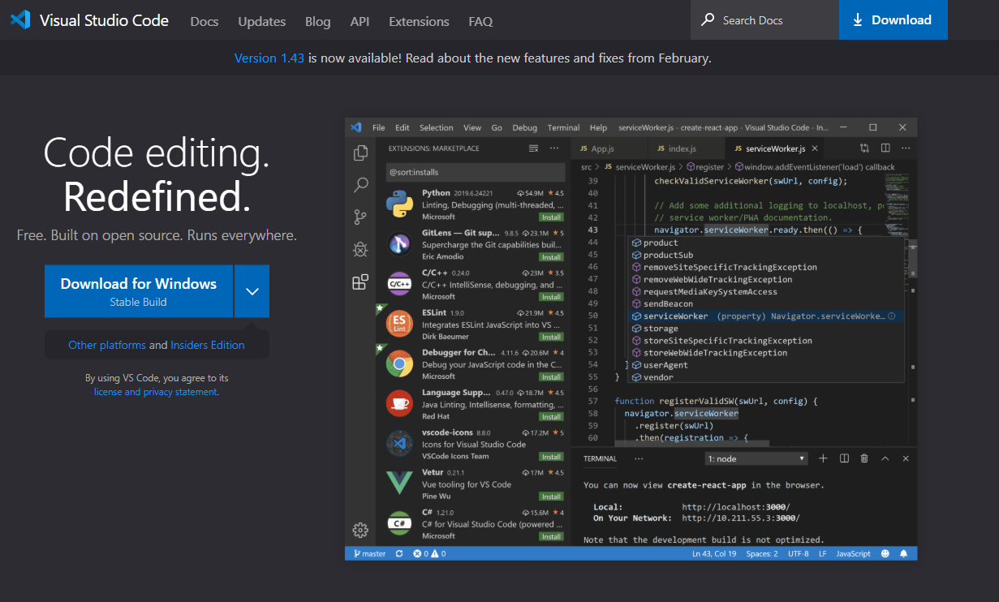 Visual Studio Code Docs Updates Blog API Extensions FAQ Search Docs Download
Version 1.43 is now available! Read about the new features and fixes from February.
Code editing.
Redefined.
Free. Built on open source. Runs everywhere.
Download for Windows
Stable Build
Other platforms and Insiders Edition
By using VS Code, you agree to its
license and privacy statement.
File Edit Selection View Go Debug Terminal Help serviceWorker.js - create-react-app - Visual Studio Code - In...
EXTENSIONS: MARKETPLACE
@sort:installs
Python 2019.6.24221 54.9M 4.5
Linting, Debugging (multi-threaded, ...
Microsoft Install
GitLens — Git sup... 9.8.5 23.1M 5
Supercharge the Git capabilities buil...
Eric Amodio Install
C/C++
C/C++ 0.24.0 23M 3.5
C/C++ IntelliSense, debugging, and ...
Microsoft Install
ES
Lint
ESLint 1.9.0 21.9M 4.5
Integrates ESLint JavaScript into VS ...
Dirk Baeumer Install
Debugger for Ch... 4.11.6 20.6M 4
Debug your JavaScript code in the C...
Microsoft Install
Language Supp... 0.47.0 18.7M 4.5
Java Linting, Intellisense, formatting, ...
Red Hat Install
vscode-icons 8.8.0 17.2M 5
Icons for Visual Studio Code
VSCode Icons Team Install
Vetur 0.21.1 17M 4.5
Vue tooling for VS Code
Pine Wu Install
C#
C# 1.21.0 15.6M 4
C# for Visual Studio Code (powered ...
Microsoft Install
JS App.js JS index.js JS serviceWorker.js
src > JS serviceWorker.js > register > window.addEventListener('load') callback
39 checkValidServiceWorker(swUrl, config);
40
41 // Add some additional logging to localhost, p
42 // service worker/PWA documentation.
43 navigator.serviceWorker.ready.then(() => {
44 product
45 productSub
46 removeSiteSpecificTrackingException
47 removeWebWideTrackingException
48 requestMediaKeySystemAccess
49 sendBeacon
50 serviceWorker (property) Navigator.serviceWorke...
51 storage
52 storeSiteSpecificTrackingException
53 storeWebWideTrackingException
54 } userAgent
55 } vendor
56
57 function registerValidSW(swUrl, config) {
58 navigator.serviceWorker
59 .register(swUrl)
60 .then(registration => {
TERMINAL ... 1: node
You can now view create-react-app in the browser.
Local: http://localhost:3000/
On Your Network: http://10.211.55.3:3000/
Note that the development build is not optimized.
master 0 0 Ln 43, Col 19 Spaces: 2 UTF-8 LF JavaScript